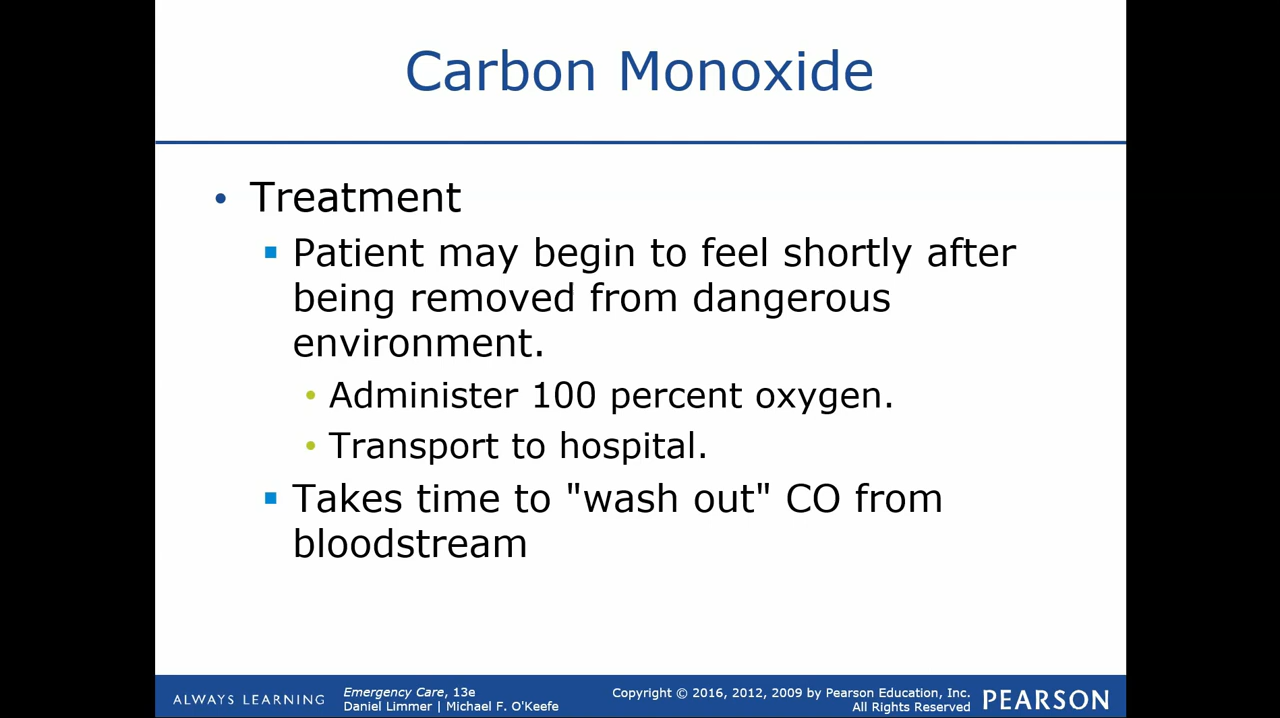 Carbon Monoxide
• Treatment
▪ Patient may begin to feel shortly after
being removed from dangerous
environment.
• Administer 100 percent oxygen.
• Transport to hospital.
▪ Takes time to "wash out" CO from
bloodstream
ALWAYS LEARNING
Emergency Care, 13e
Daniel Limmer | Michael F. O'Keefe
Copyright © 2016, 2012, 2009 by Pearson Education, Inc.
All Rights Reserved
PEARSON